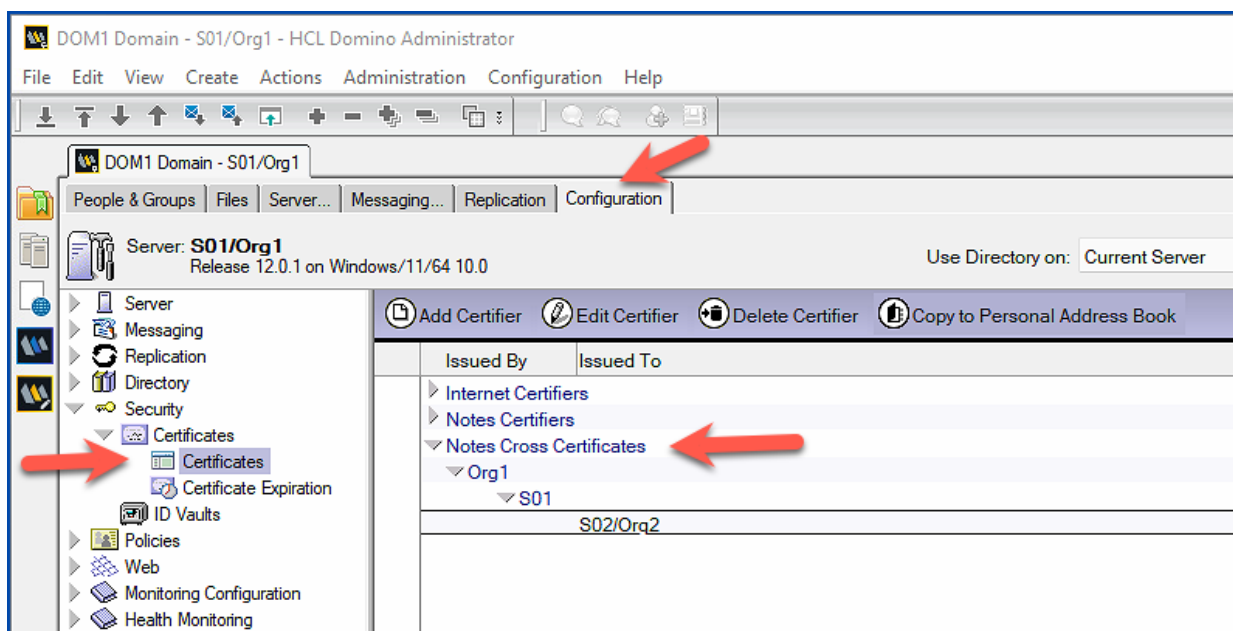 DOM1 Domain - S01/Org1 - HCL Domino Administrator
File Edit View Create Actions Administration Configuration Help
DOM1 Domain - S01/Org1
People & Groups Files Server... Messaging... Replication Configuration
Server: S01/Org1
Release 12.0.1 on Windows/11/64 10.0
Use Directory on: Current Server
Server
Messaging
Replication
Directory
Security
Certificates
Certificates
Certificate Expiration
ID Vaults
Policies
Web
Monitoring Configuration
Health Monitoring
Add Certifier Edit Certifier Delete Certifier Copy to Personal Address Book
Issued By Issued To
Internet Certifiers
Notes Certifiers
Notes Cross Certificates
Org1
S01
S02/Org2